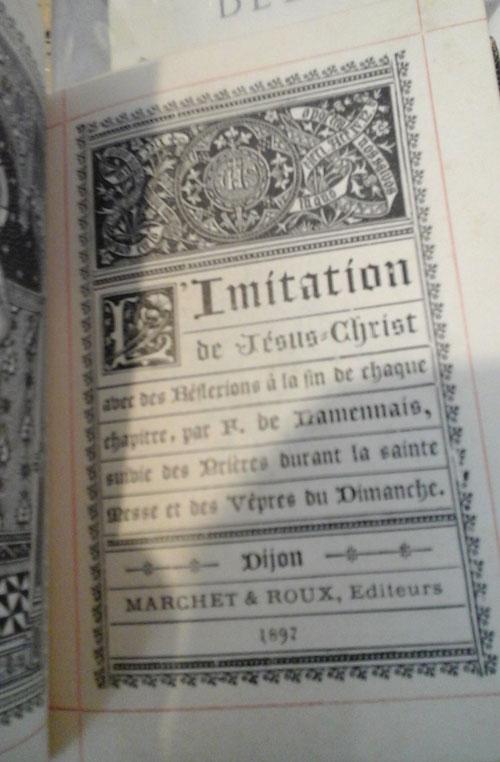 L'Imitation
de Jésus-Christ
avec des Réflexions à la fin de chaque
chapitre, par F. de Lamennais,
suivie des Prières durant la sainte
Messe et des Vêpres du Dimanche.
Dijon
MARCHET & ROUX, Editeurs
1897